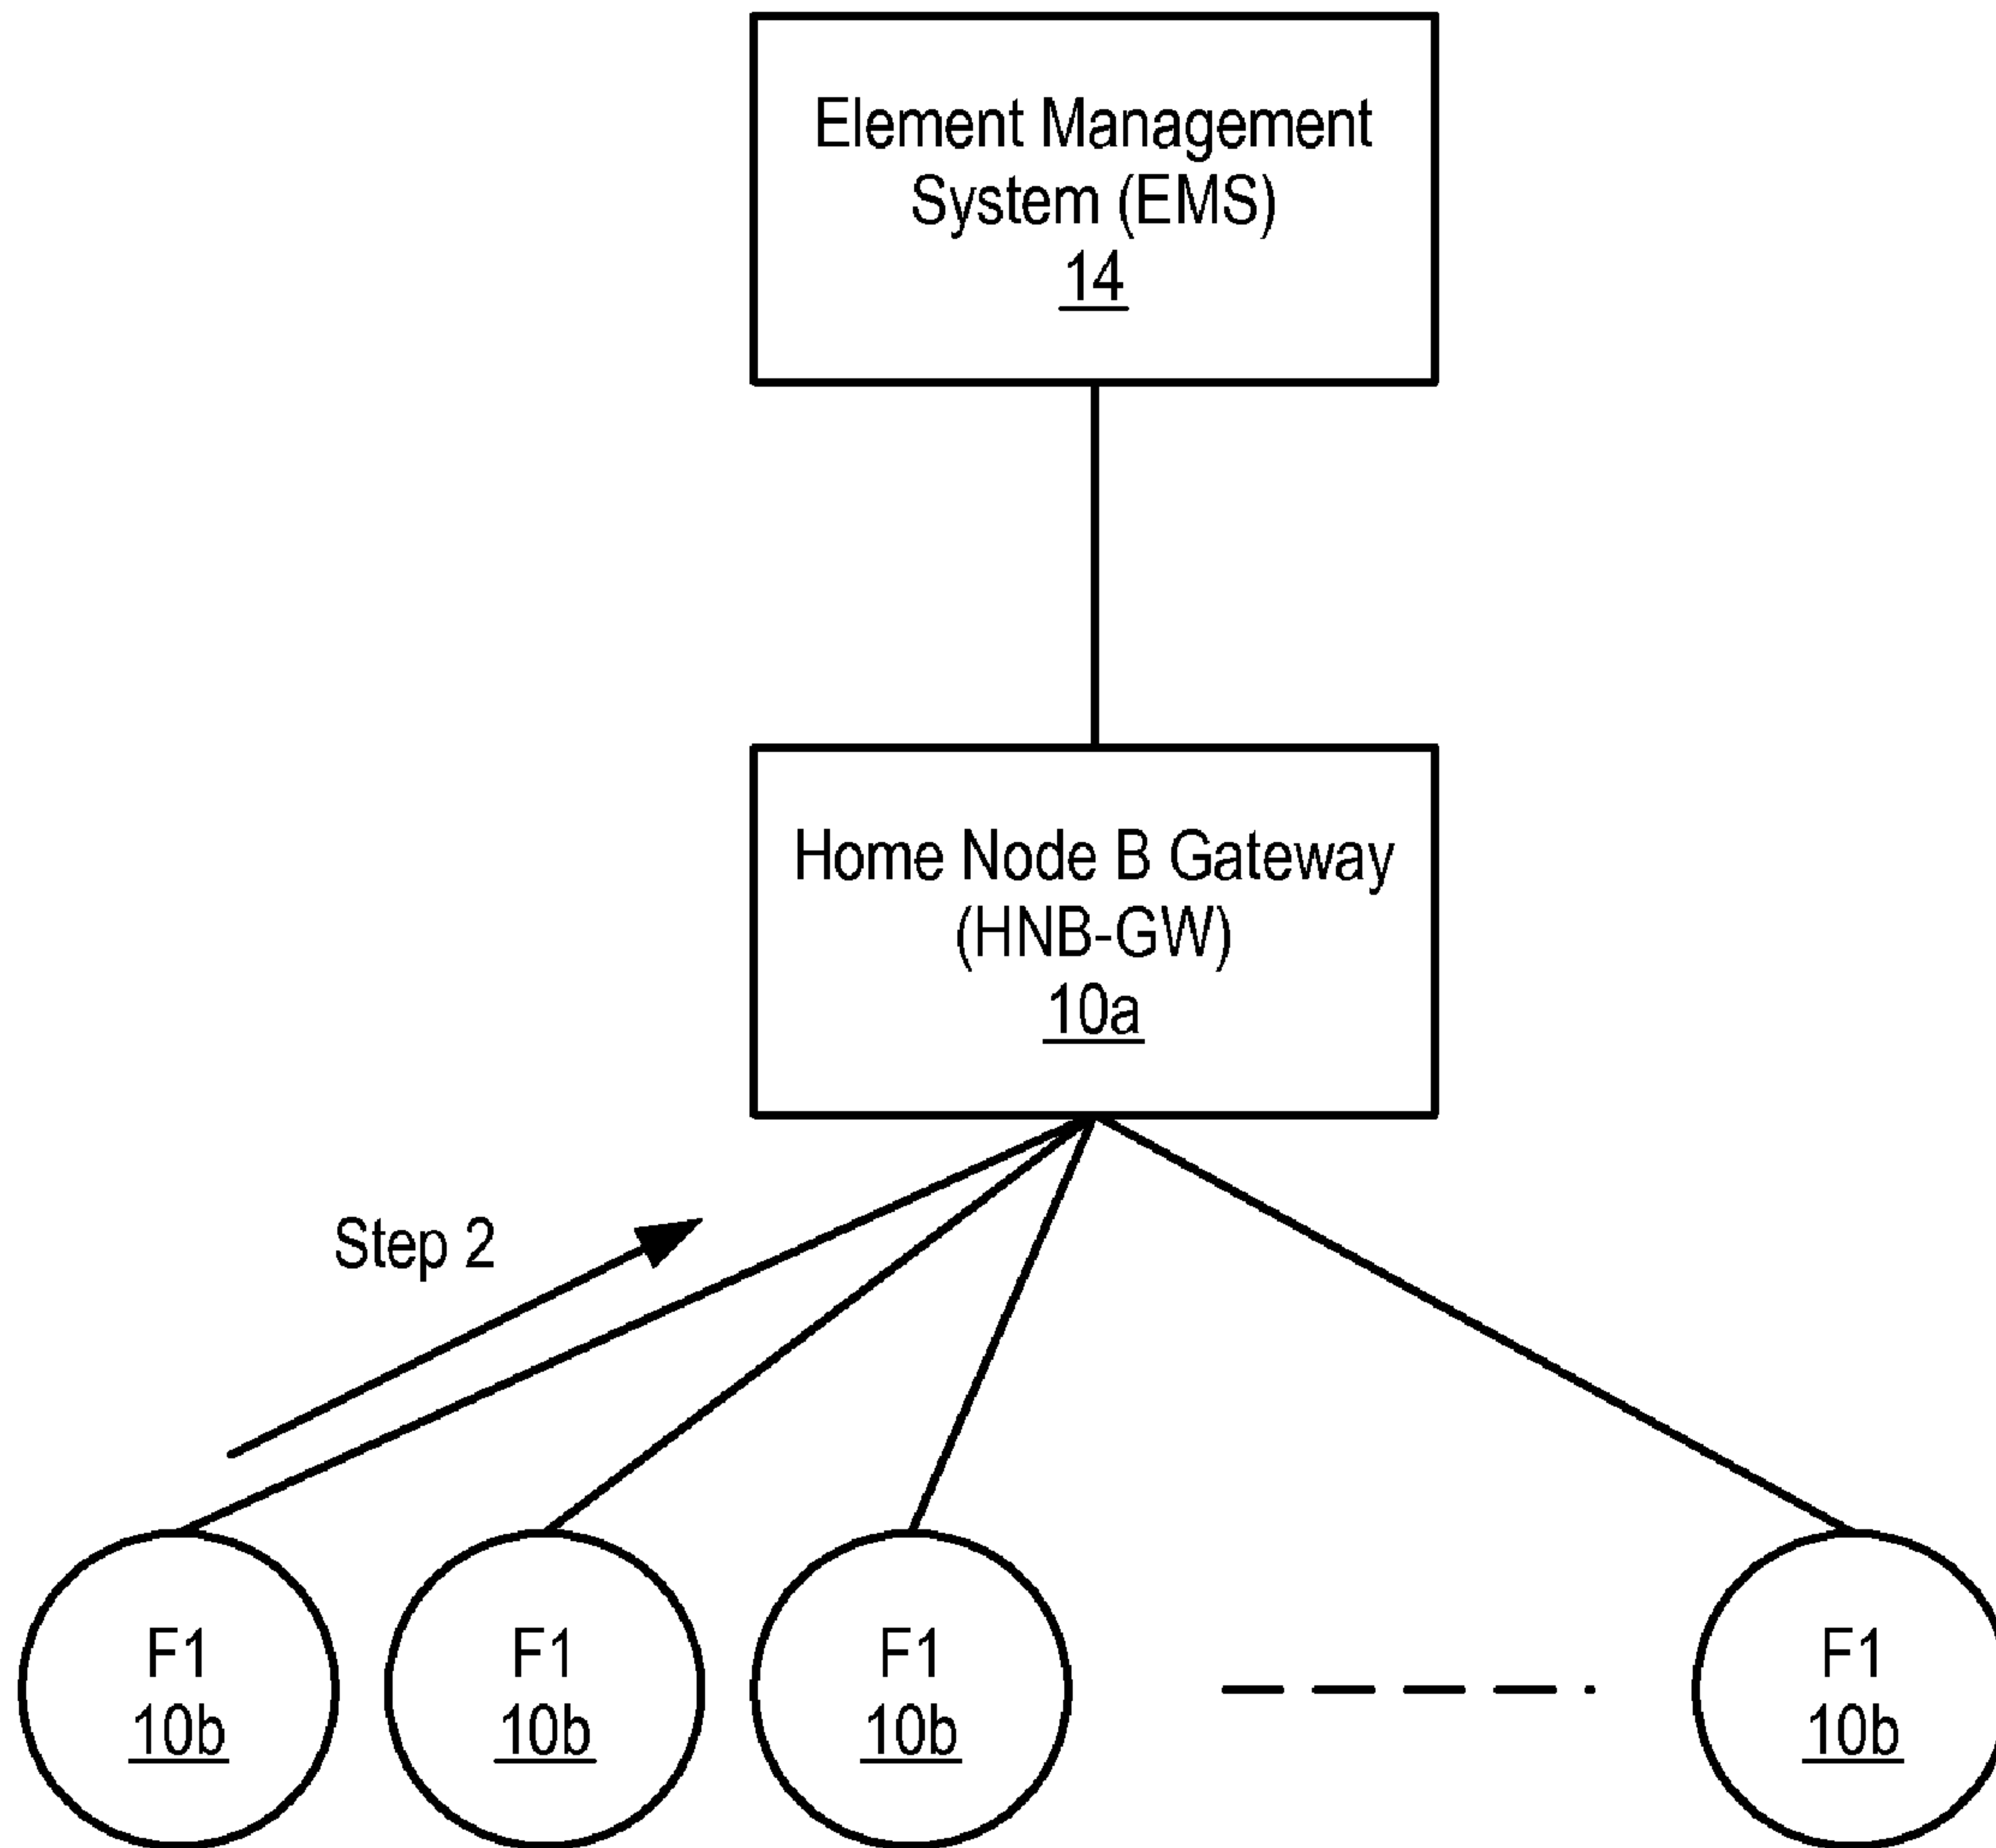 Element Management
System (EMS)
14
Home Node B Gateway
(HNB-GW)
10a
Step 2
F1
10b
F1
10b
F1
10b
F1
10b